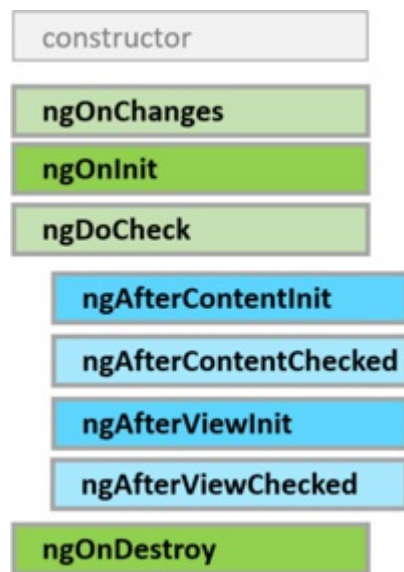 constructor
ngOnChanges
ngOnInit
ngDoCheck
ngAfterContentInit
ngAfterContentChecked
ngAfterViewInit
ngAfterViewChecked
ngOnDestroy